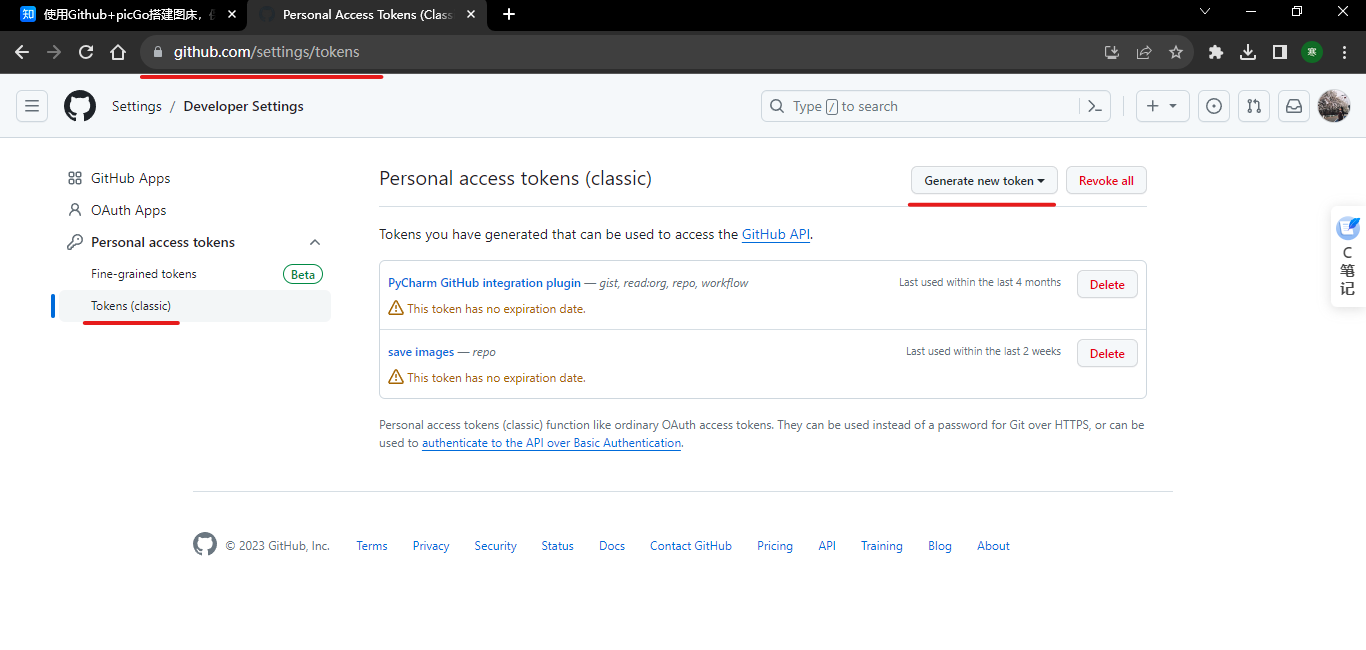 使用Github+picGo搭建图床，
Personal Access Tokens (Class
github.com/settings/tokens
寒
Settings / Developer Settings
Type / to search
GitHub Apps
OAuth Apps
Personal access tokens
Fine-grained tokens Beta
Tokens (classic)
Personal access tokens (classic)
Generate new token
Revoke all
Tokens you have generated that can be used to access the GitHub API.
PyCharm GitHub integration plugin — gist, read:org, repo, workflow
Last used within the last 4 months
Delete
This token has no expiration date.
save images — repo
Last used within the last 2 weeks
Delete
This token has no expiration date.
Personal access tokens (classic) function like ordinary OAuth access tokens. They can be used instead of a password for Git over HTTPS, or can be
used to authenticate to the API over Basic Authentication.
C
笔
记
© 2023 GitHub, Inc. Terms Privacy Security Status Docs Contact GitHub Pricing API Training Blog About